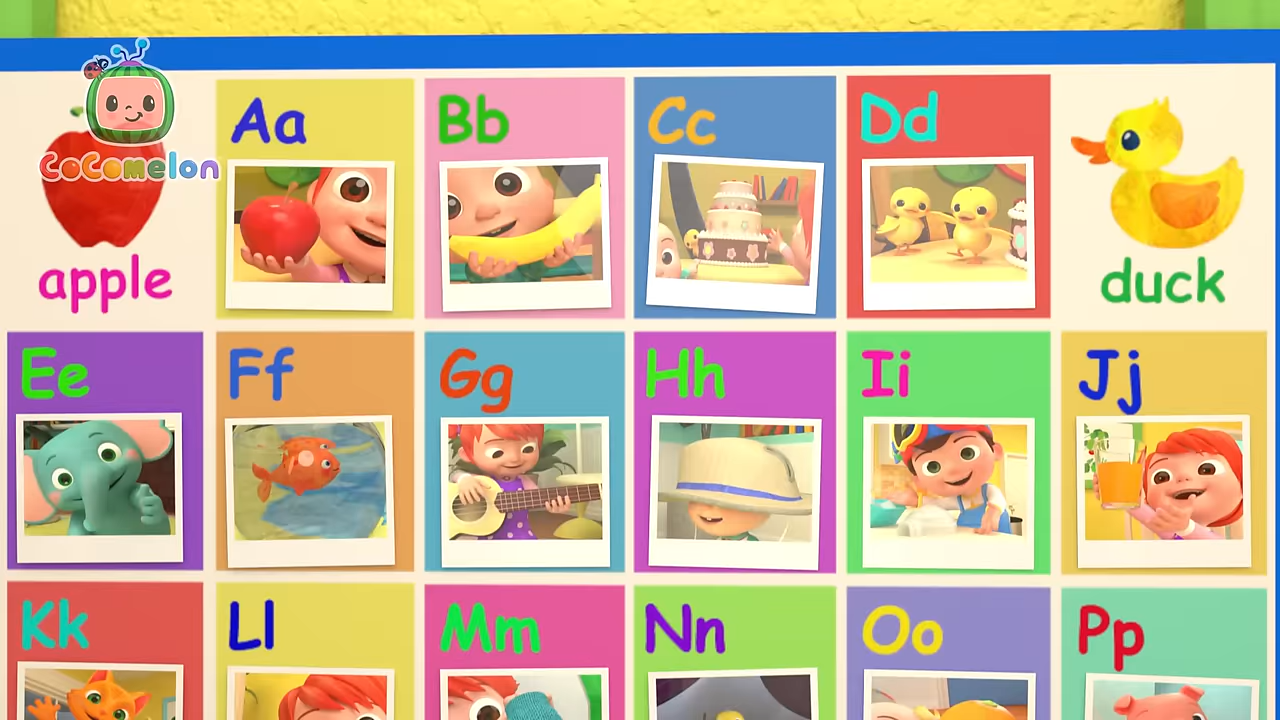 CoComelon
Aa
Bb
Cc
Dd
apple
duck
Ee
Ff
Gg
Hh
Ii
Jj
Kk
Ll
Mm
Nn
Oo
Pp